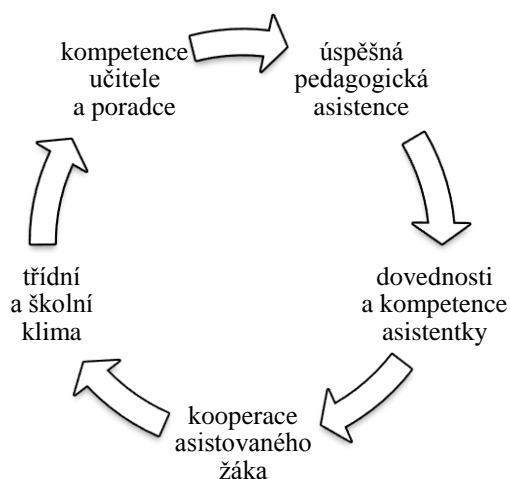 kompetence
učitele
a poradce
úspěšná
pedagogická
asistence
dovednosti
a kompetence
asistentky
kooperace
asistovaného
žáka
třídní
a školní
klima